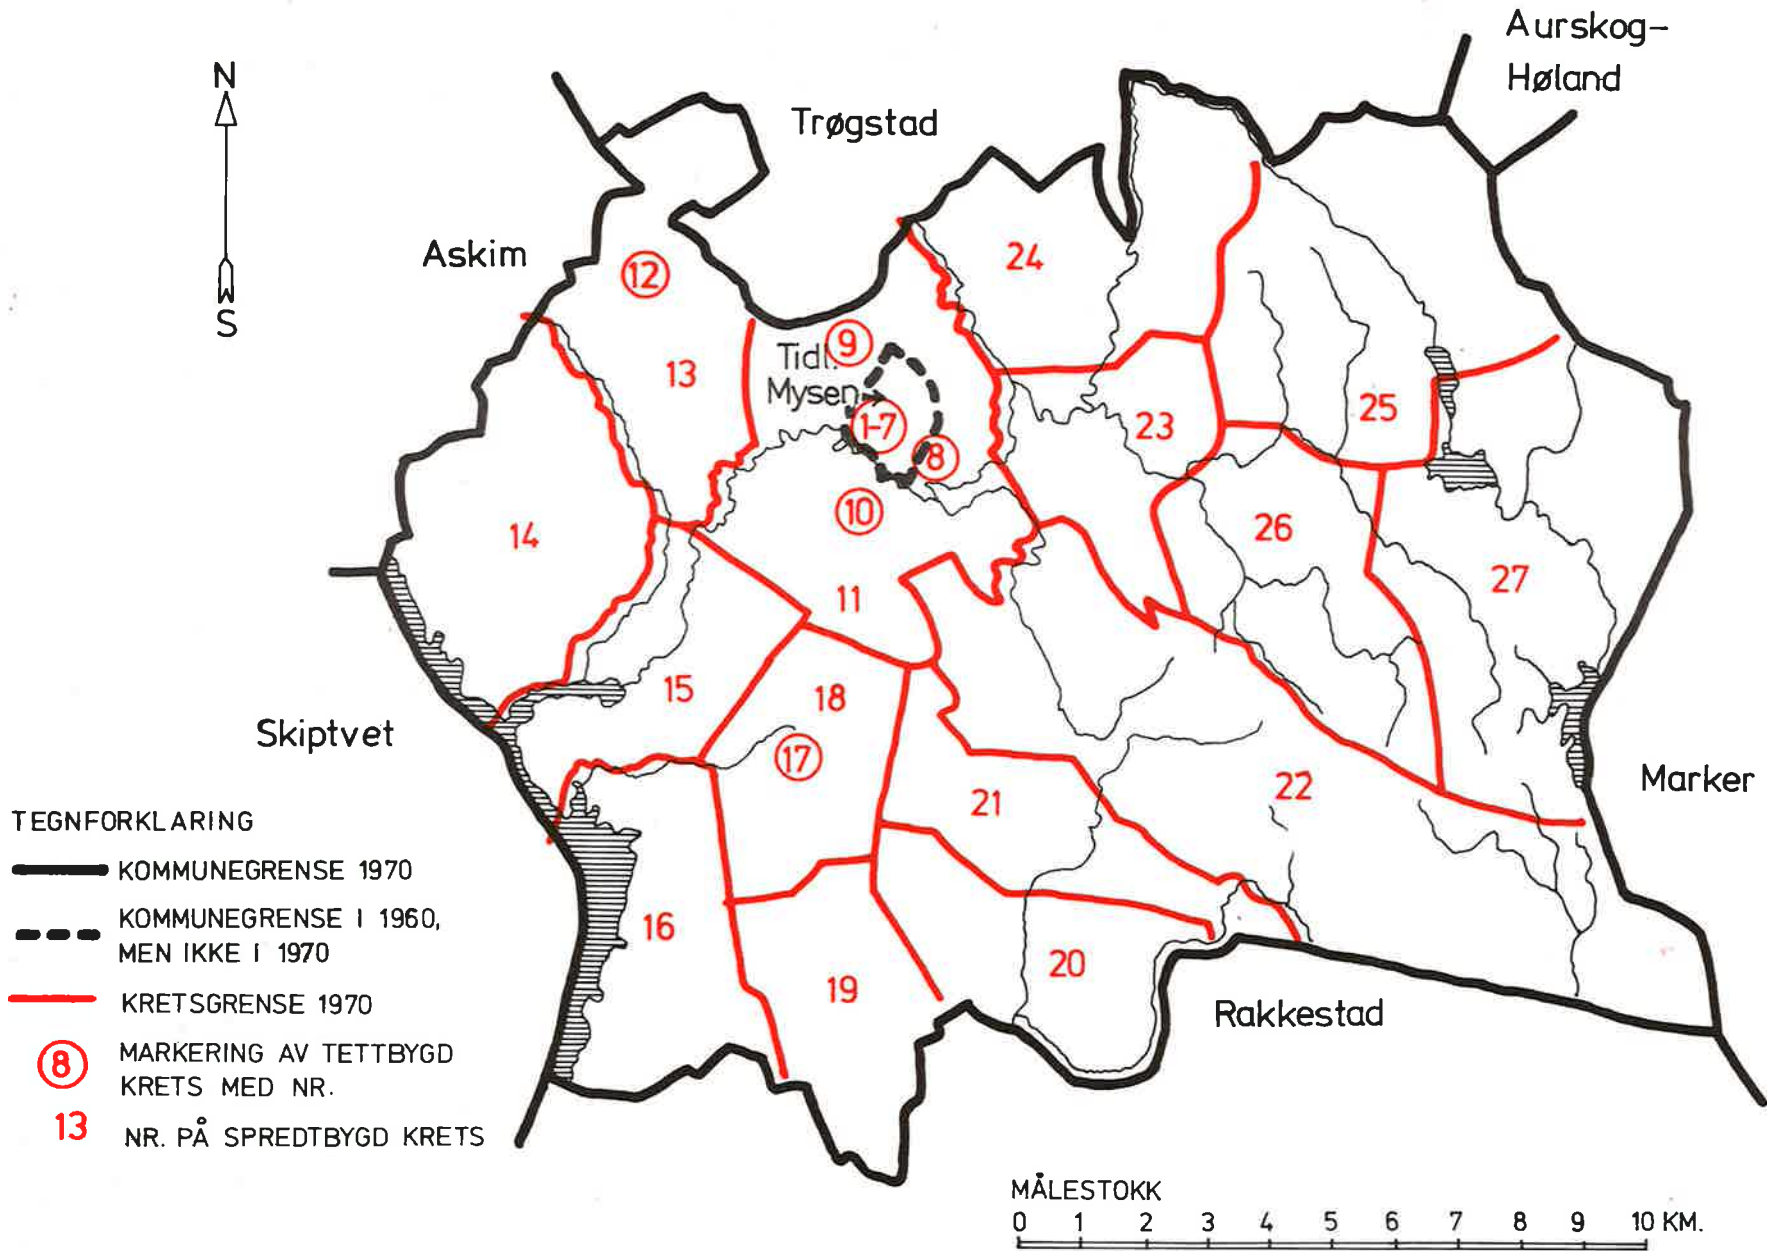 Aurskog-
Høland
N
Trøgstad
Askim
S
24
12
9
Tidl.
Mysen
13
1-7
8
25
23
10
14
26
27
11
15
18
Skiptvet
17
21
22
Marker
16
20
19
Rakkestad
TEGNFORKLARING
KOMMUNEGRENSE 1970
KOMMUNEGRENSE I 1960,
MEN IKKE I 1970
KRETSGRENSE 1970
8 MARKERING AV TETTBYGD
KRETS MED NR.
13 NR. PÅ SPREDTBYGD KRETS
MÅLESTOKK
0 1 2 3 4 5 6 7 8 9 10 KM.